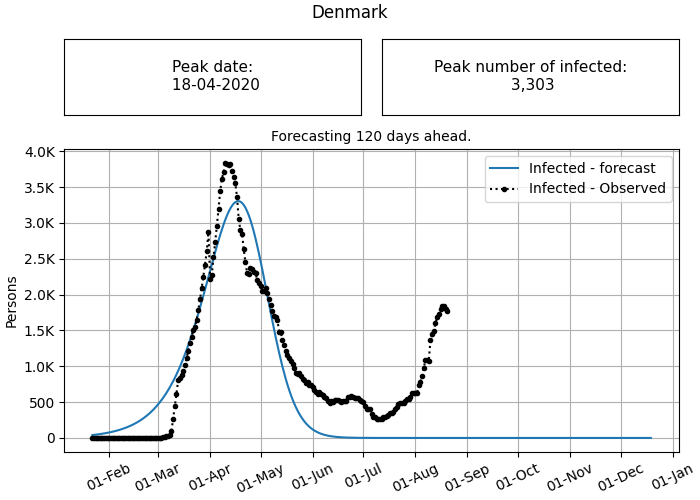 Denmark
Peak date:
18-04-2020
Peak number of infected:
3,303
Forecasting 120 days ahead.
4.0K
3.5K
3.0K
2.5K
2.0K
1.5K
1.0K
500
0
Persons
Infected - forecast
Infected - Observed
01-Feb
01-Mar
01-Apr
01-May
01-Jun
01-Jul
01-Aug
01-Sep
01-Oct
01-Nov
01-Dec
01-Jan